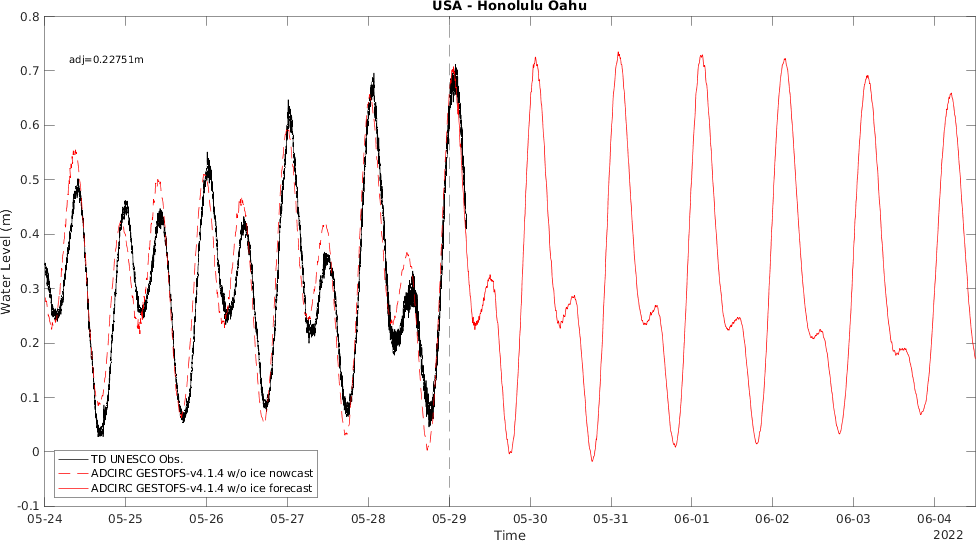 USA - Honolulu Oahu
adj=0.22751m
Water Level (m)
0.8
0.7
0.6
0.5
0.4
0.3
0.2
0.1
0
-0.1
TD UNESCO Obs.
ADCIRC GESTOFS-v4.1.4 w/o ice nowcast
ADCIRC GESTOFS-v4.1.4 w/o ice forecast
05-24 05-25 05-26 05-27 05-28 05-29 05-30 05-31 06-01 06-02 06-03 06-04
Time
2022